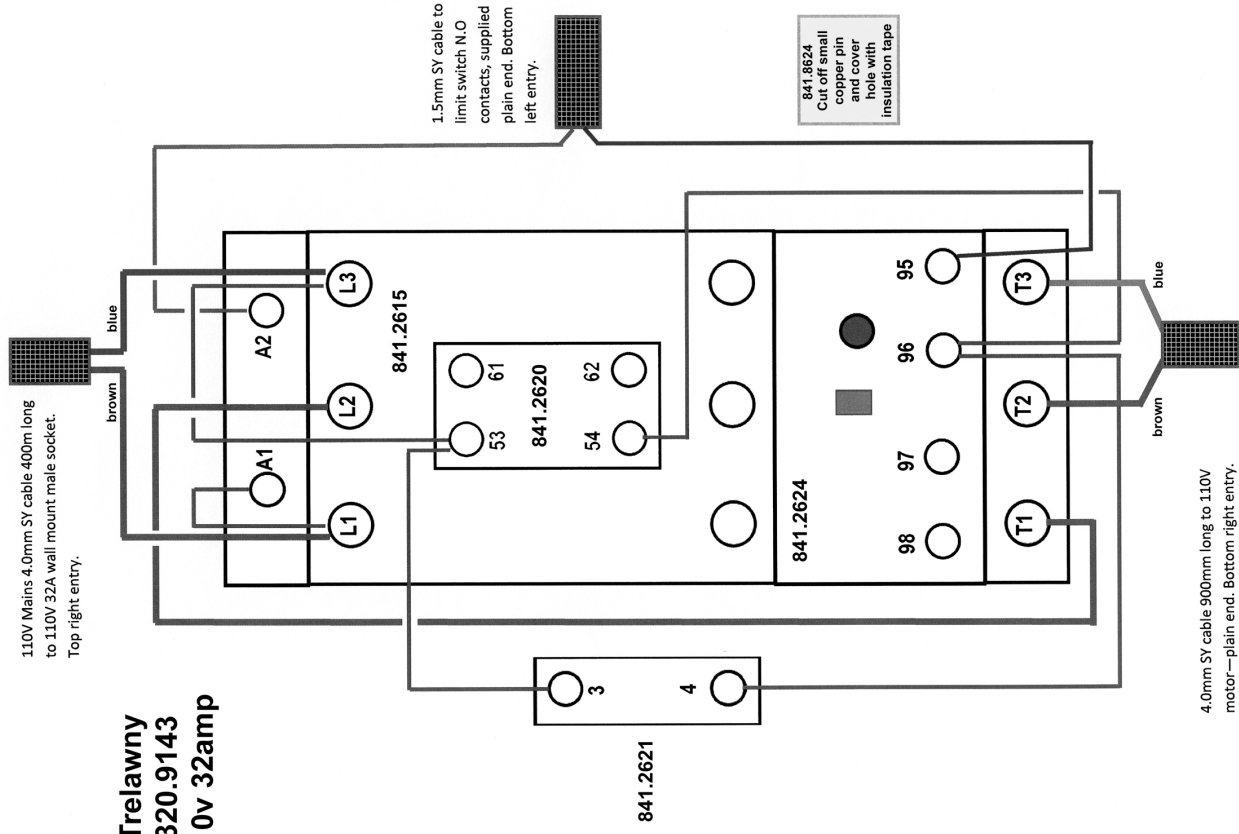 Trelawny
320.9143
0v 32amp
110V Mains 4.0mm SY cable 400m long
to 110V 32A wall mount male socket.
Top right entry.
brown
blue
1.5mm SY cable to
limit switch N.O
contacts, supplied
plain end. Bottom
left entry.
A1
A2
L1
L2
L3
841.2615
53
61
841.2620
54
62
3
4
841.2621
841.2624
98
97
96
95
T1
T2
T3
841.8624
Cut off small
copper pin
and cover
hole with
insulation tape
brown
blue
4.0mm SY cable 900mm long to 110V
motor—plain end. Bottom right entry.